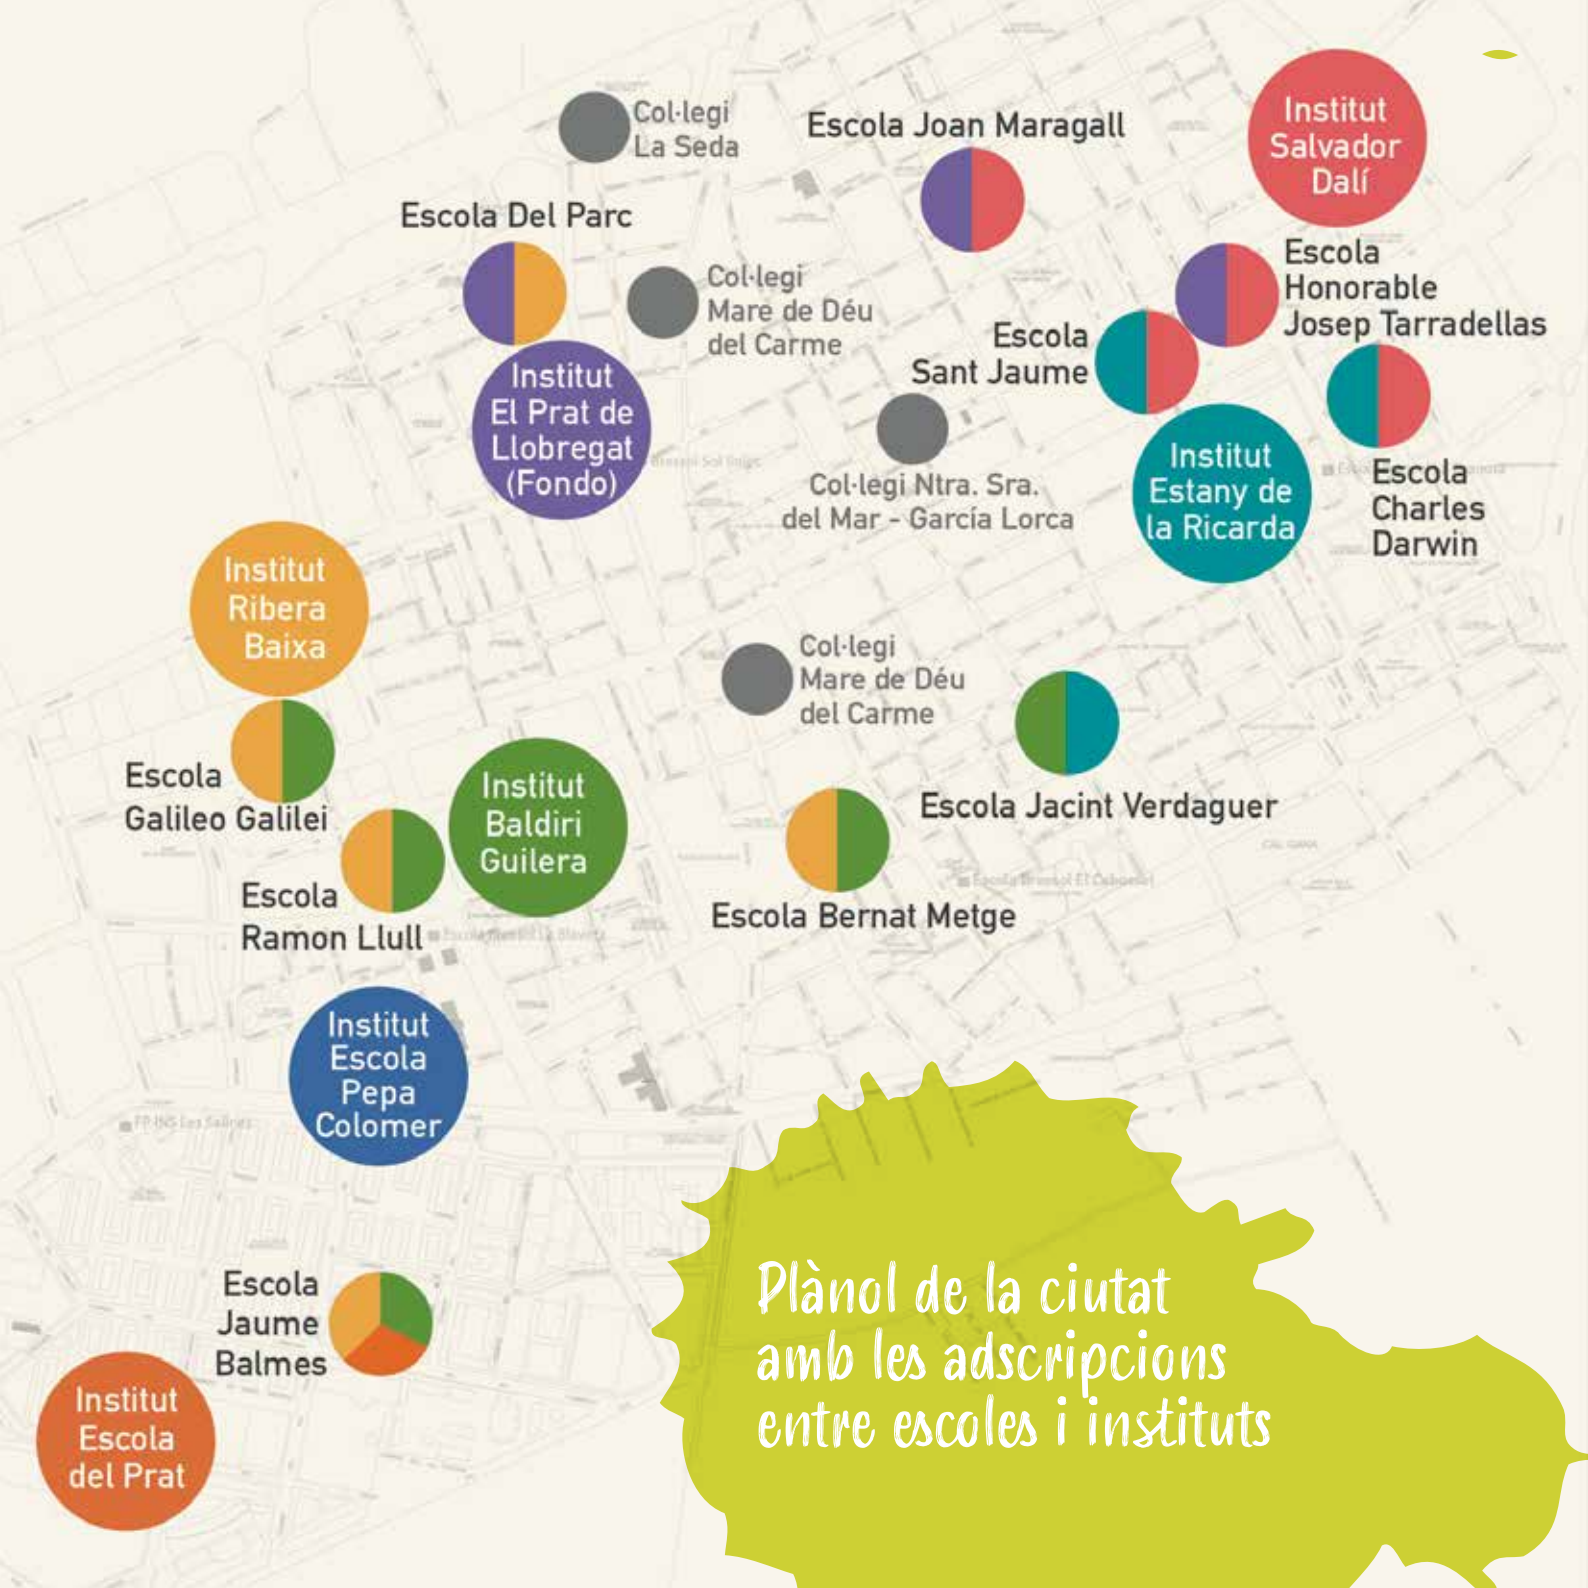 Col·legi
La Seda
Escola Joan Maragall
Institut
Salvador
Dalí
Escola Del Parc
Col·legi
Mare de Déu
del Carme
Escola
Honorable
Josep Tarradellas
Escola
Sant Jaume
Institut
El Prat de
Llobregat
(Fondo)
Col·legi Ntra. Sra.
del Mar - García Lorca
Institut
Estany de
la Ricarda
Escola
Charles
Darwin
Institut
Ribera
Baixa
Col·legi
Mare de Déu
del Carme
Escola
Galileo Galilei
Institut
Baldiri
Guilera
Escola Jacint Verdaguer
Escola
Ramon Llull
Escola Bernat Metge
Institut
Escola
Pepa
Colomer
Escola
Jaume
Balmes
Institut
Escola
del Prat
Plànol de la ciutat
amb les adscripcions
entre escoles i instituts